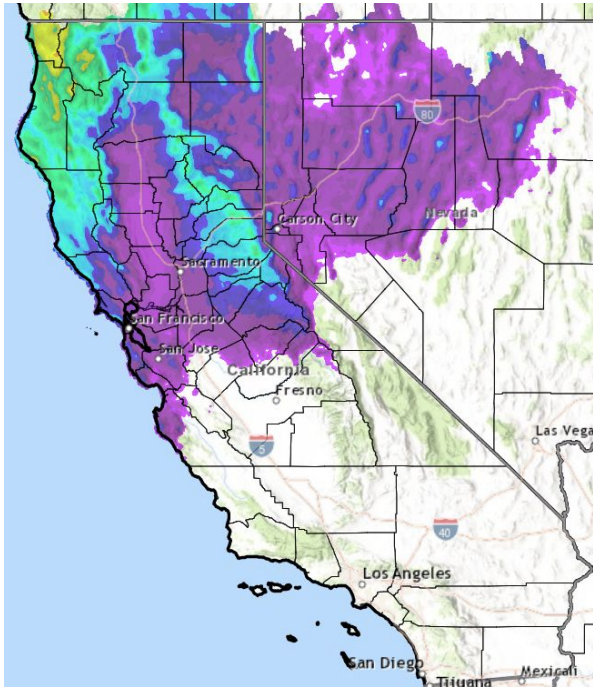 80
Carson City
Nevada
Sacramento
San Francisco
San Jose
California
Fresno
Las Vega
5
40
Los Angeles
San Diego
Tijuana
Mexicali